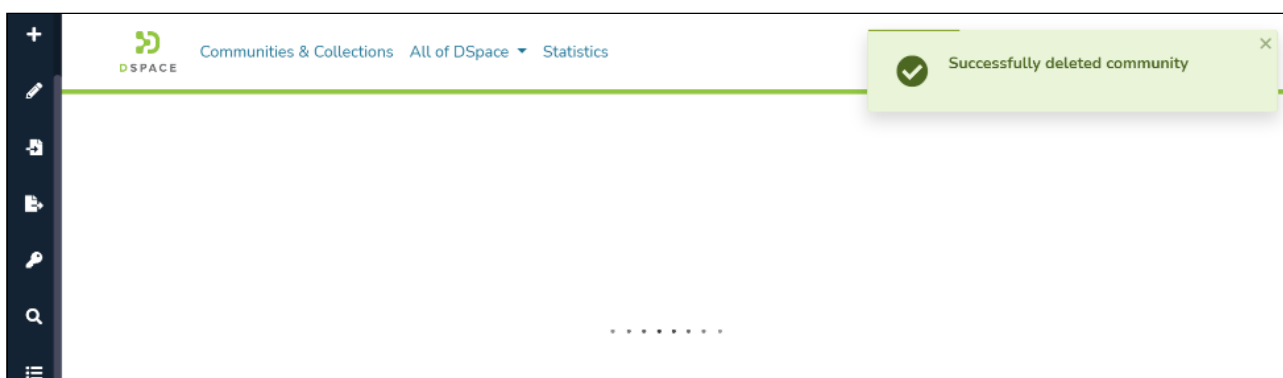 DSPACE
Communities & Collections All of DSpace Statistics
Successfully deleted community